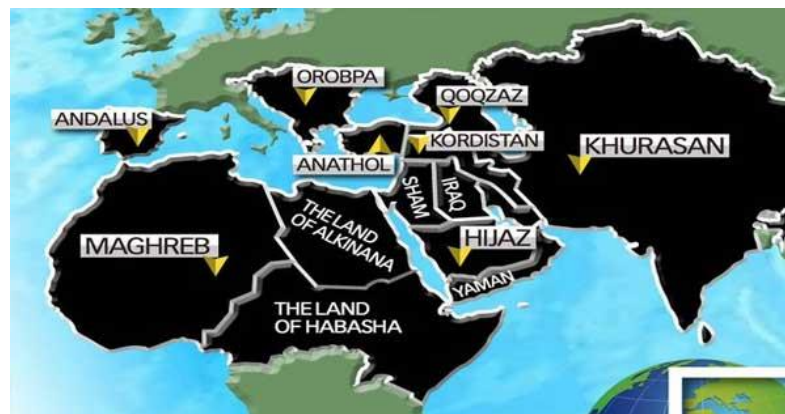 OROBPA
QOQZAZ
ANDALUS
KORDISTAN
ANATHOL
KHURASAN
SHAM
IRAQ
THE LAND
OF ALKINANA
MAGHREB
HIJAZ
YAMAN
THE LAND
OF HABASHA